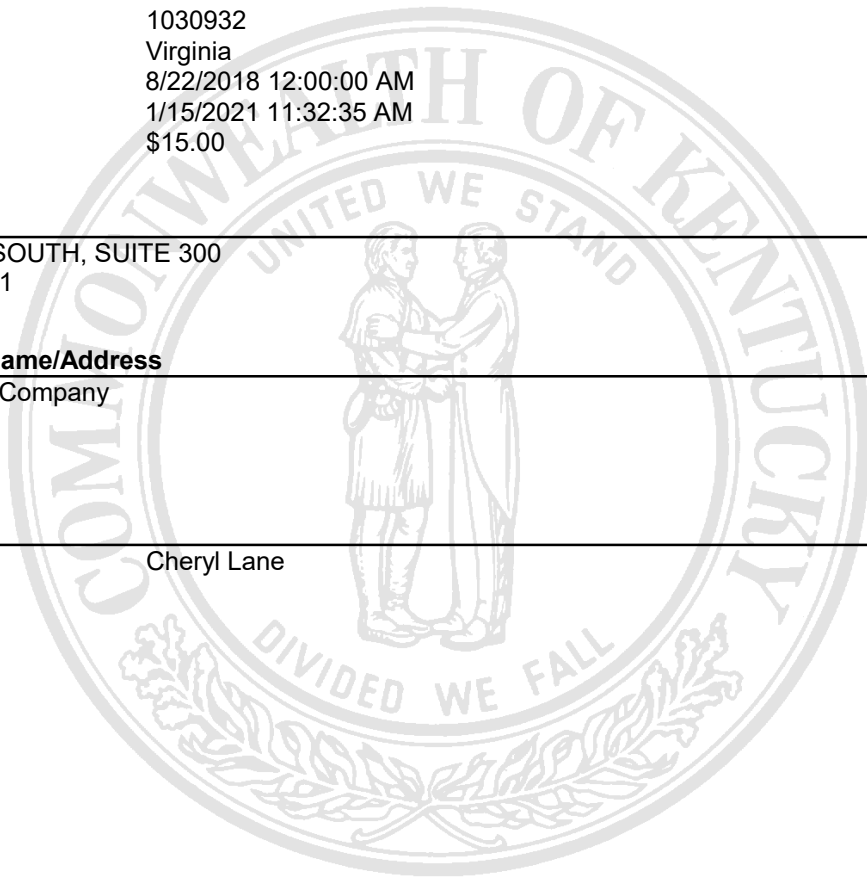 1030932
Virginia
8/22/2018 12:00:00 AM
1/15/2021 11:32:35 AM
$15.00
SOUTH, SUITE 300
1
ame/Address
Company
Cheryl Lane
COMMONWEALTH OF KENTUCKY
UNITED WE STAND
DIVIDED WE FALL